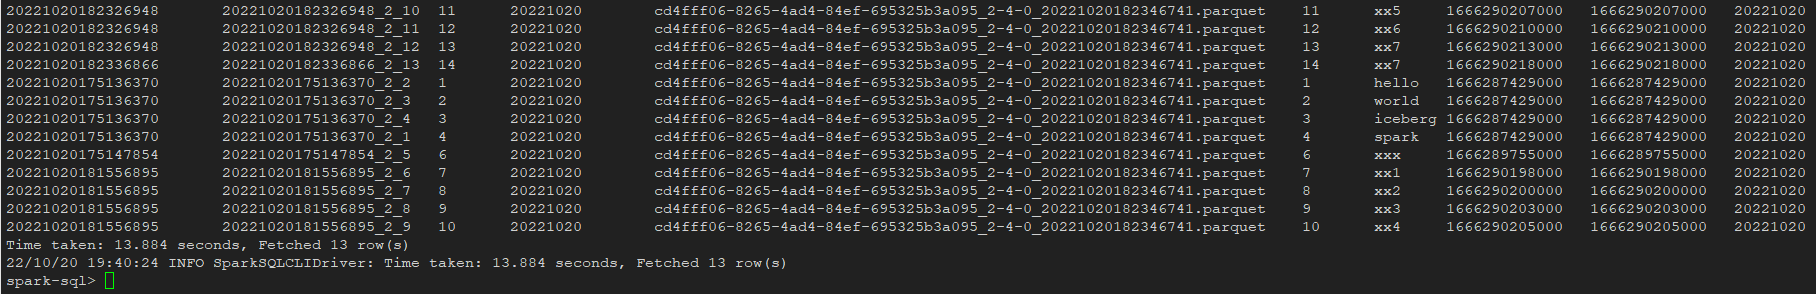 20221020182326948 20221020182326948_2_10 11 20221020 cd4fff06-8265-4ad4-84ef-695325b3a095_2-4-0_20221020182346741.parquet 11 xx5 1666290207000 1666290207000 20221020
20221020182326948 20221020182326948_2_11 12 20221020 cd4fff06-8265-4ad4-84ef-695325b3a095_2-4-0_20221020182346741.parquet 12 xx6 1666290210000 1666290210000 20221020
20221020182326948 20221020182326948_2_12 13 20221020 cd4fff06-8265-4ad4-84ef-695325b3a095_2-4-0_20221020182346741.parquet 13 xx7 1666290213000 1666290213000 20221020
20221020182336866 20221020182336866_2_13 14 20221020 cd4fff06-8265-4ad4-84ef-695325b3a095_2-4-0_20221020182346741.parquet 14 xx7 1666290218000 1666290218000 20221020
20221020175136370 20221020175136370_2_2 1 20221020 cd4fff06-8265-4ad4-84ef-695325b3a095_2-4-0_20221020182346741.parquet 1 hello 1666287429000 1666287429000 20221020
20221020175136370 20221020175136370_2_3 2 20221020 cd4fff06-8265-4ad4-84ef-695325b3a095_2-4-0_20221020182346741.parquet 2 world 1666287429000 1666287429000 20221020
20221020175136370 20221020175136370_2_4 3 20221020 cd4fff06-8265-4ad4-84ef-695325b3a095_2-4-0_20221020182346741.parquet 3 iceberg 1666287429000 1666287429000 20221020
20221020175136370 20221020175136370_2_1 4 20221020 cd4fff06-8265-4ad4-84ef-695325b3a095_2-4-0_20221020182346741.parquet 4 spark 1666287429000 1666287429000 20221020
20221020175147854 20221020175147854_2_5 6 20221020 cd4fff06-8265-4ad4-84ef-695325b3a095_2-4-0_20221020182346741.parquet 6 xxx 1666289755000 1666289755000 20221020
20221020181556895 20221020181556895_2_6 7 20221020 cd4fff06-8265-4ad4-84ef-695325b3a095_2-4-0_20221020182346741.parquet 7 xx1 1666290198000 1666290198000 20221020
20221020181556895 20221020181556895_2_7 8 20221020 cd4fff06-8265-4ad4-84ef-695325b3a095_2-4-0_20221020182346741.parquet 8 xx2 1666290200000 1666290200000 20221020
20221020181556895 20221020181556895_2_8 9 20221020 cd4fff06-8265-4ad4-84ef-695325b3a095_2-4-0_20221020182346741.parquet 9 xx3 1666290203000 1666290203000 20221020
20221020181556895 20221020181556895_2_9 10 20221020 cd4fff06-8265-4ad4-84ef-695325b3a095_2-4-0_20221020182346741.parquet 10 xx4 1666290205000 1666290205000 20221020
Time taken: 13.884 seconds, Fetched 13 row(s)
22/10/20 19:40:24 INFO SparkSQLCLIDriver: Time taken: 13.884 seconds, Fetched 13 row(s)
spark-sql>